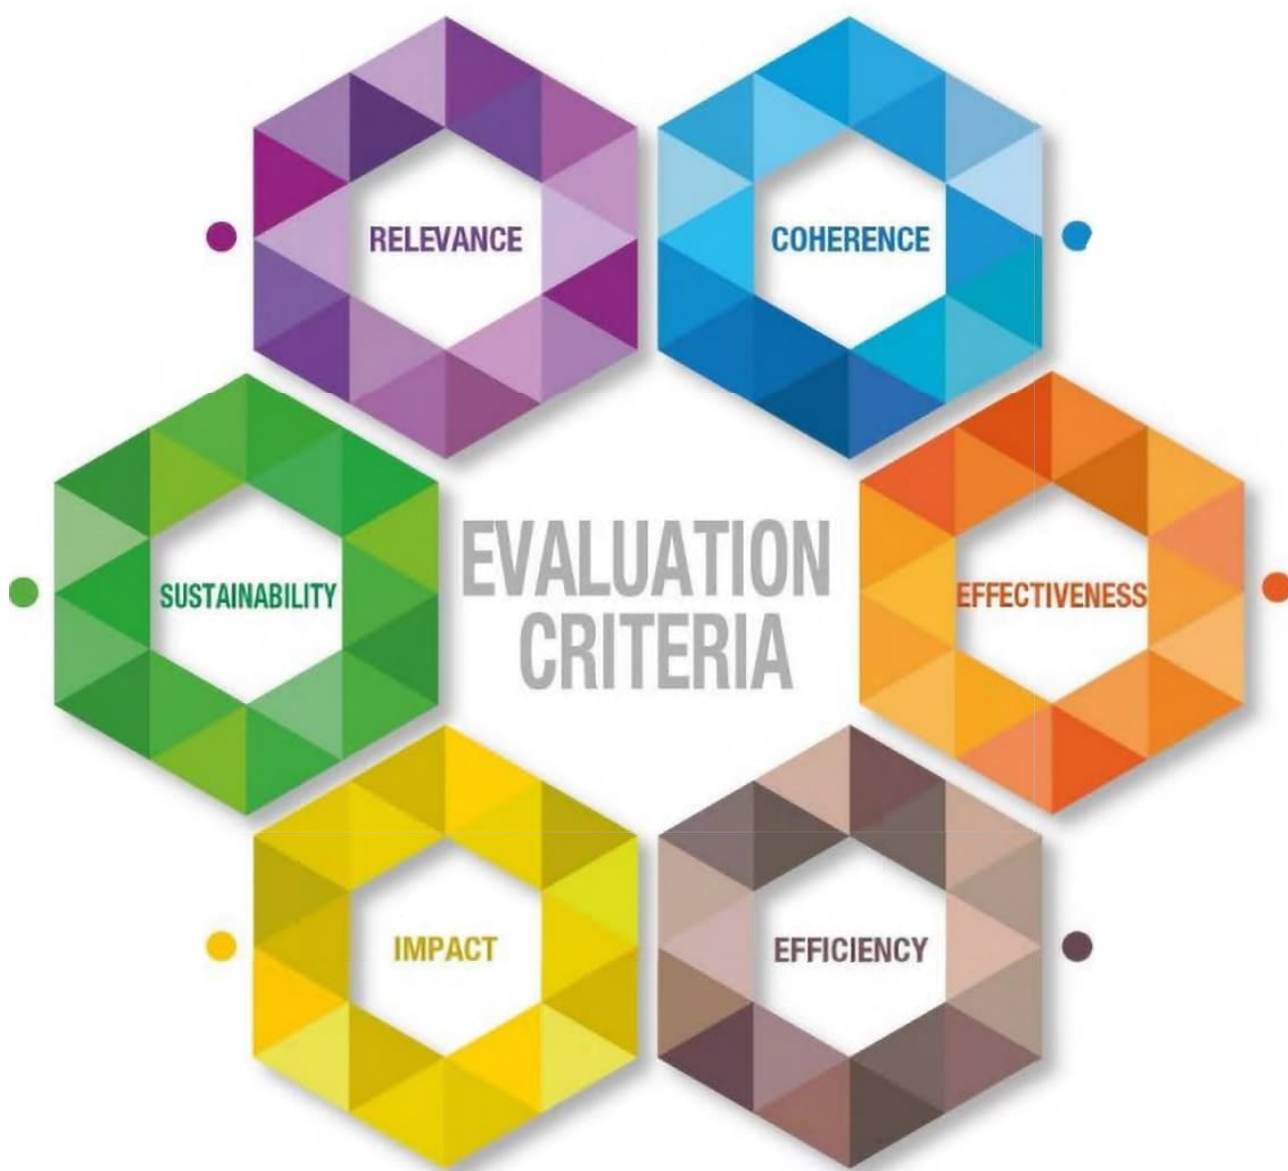 RELEVANCE
COHERENCE
SUSTAINABILITY
EVALUATION
CRITERIA
EFFECTIVENESS
IMPACT
EFFICIENCY